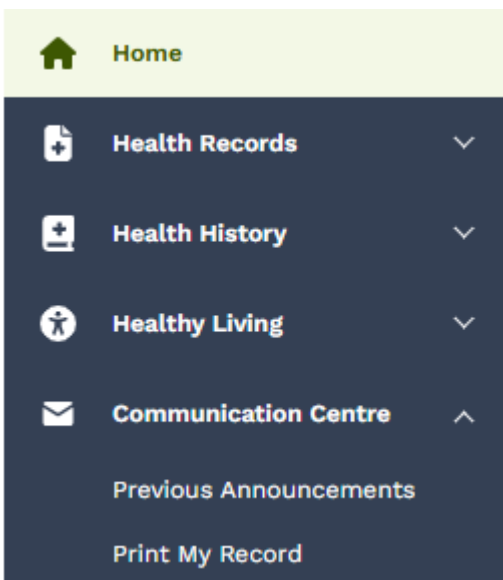 Home
Health Records
Health History
Healthy Living
Communication Centre
Previous Announcements
Print My Record